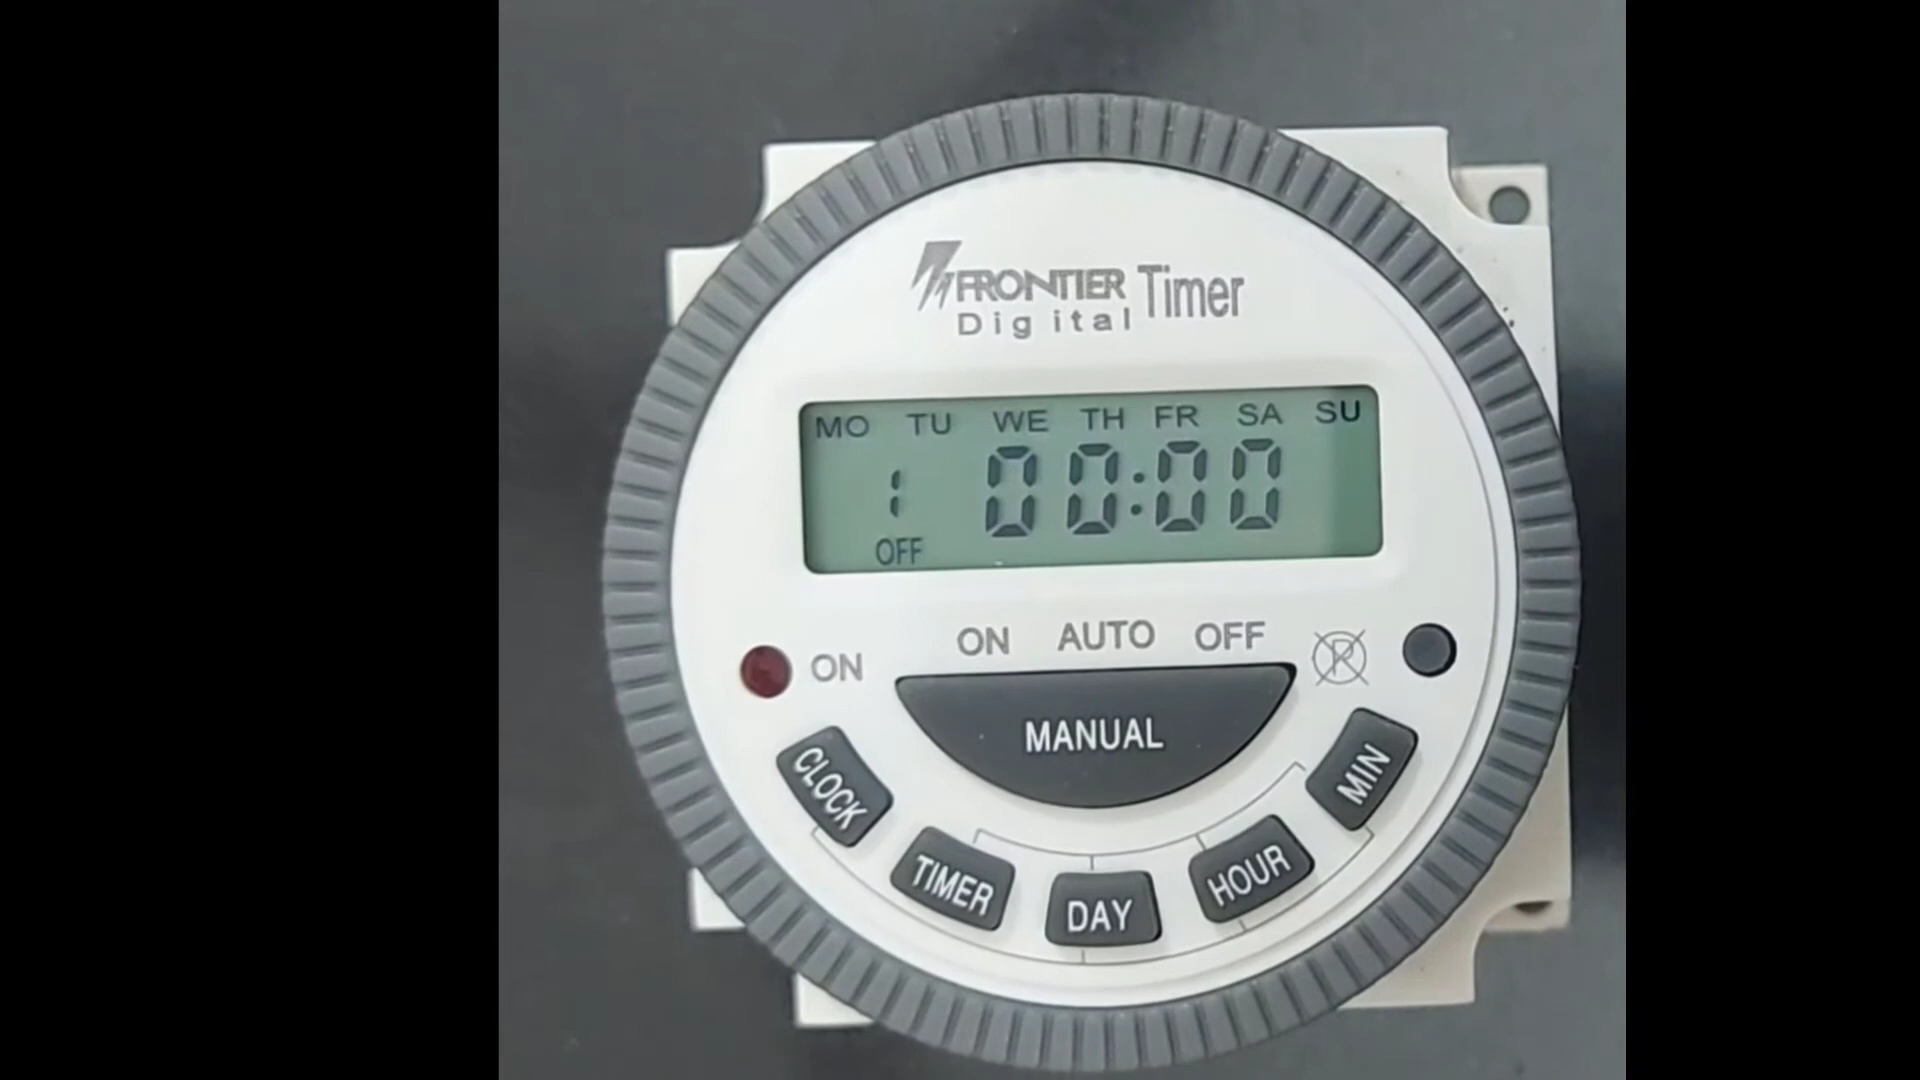 FRONTIER Timer
Digital
MO TU WE TH FR SA SU
1 00:00
OFF
ON AUTO OFF
ON
R
MANUAL
CLOCK
TIMER
DAY
HOUR
MIN